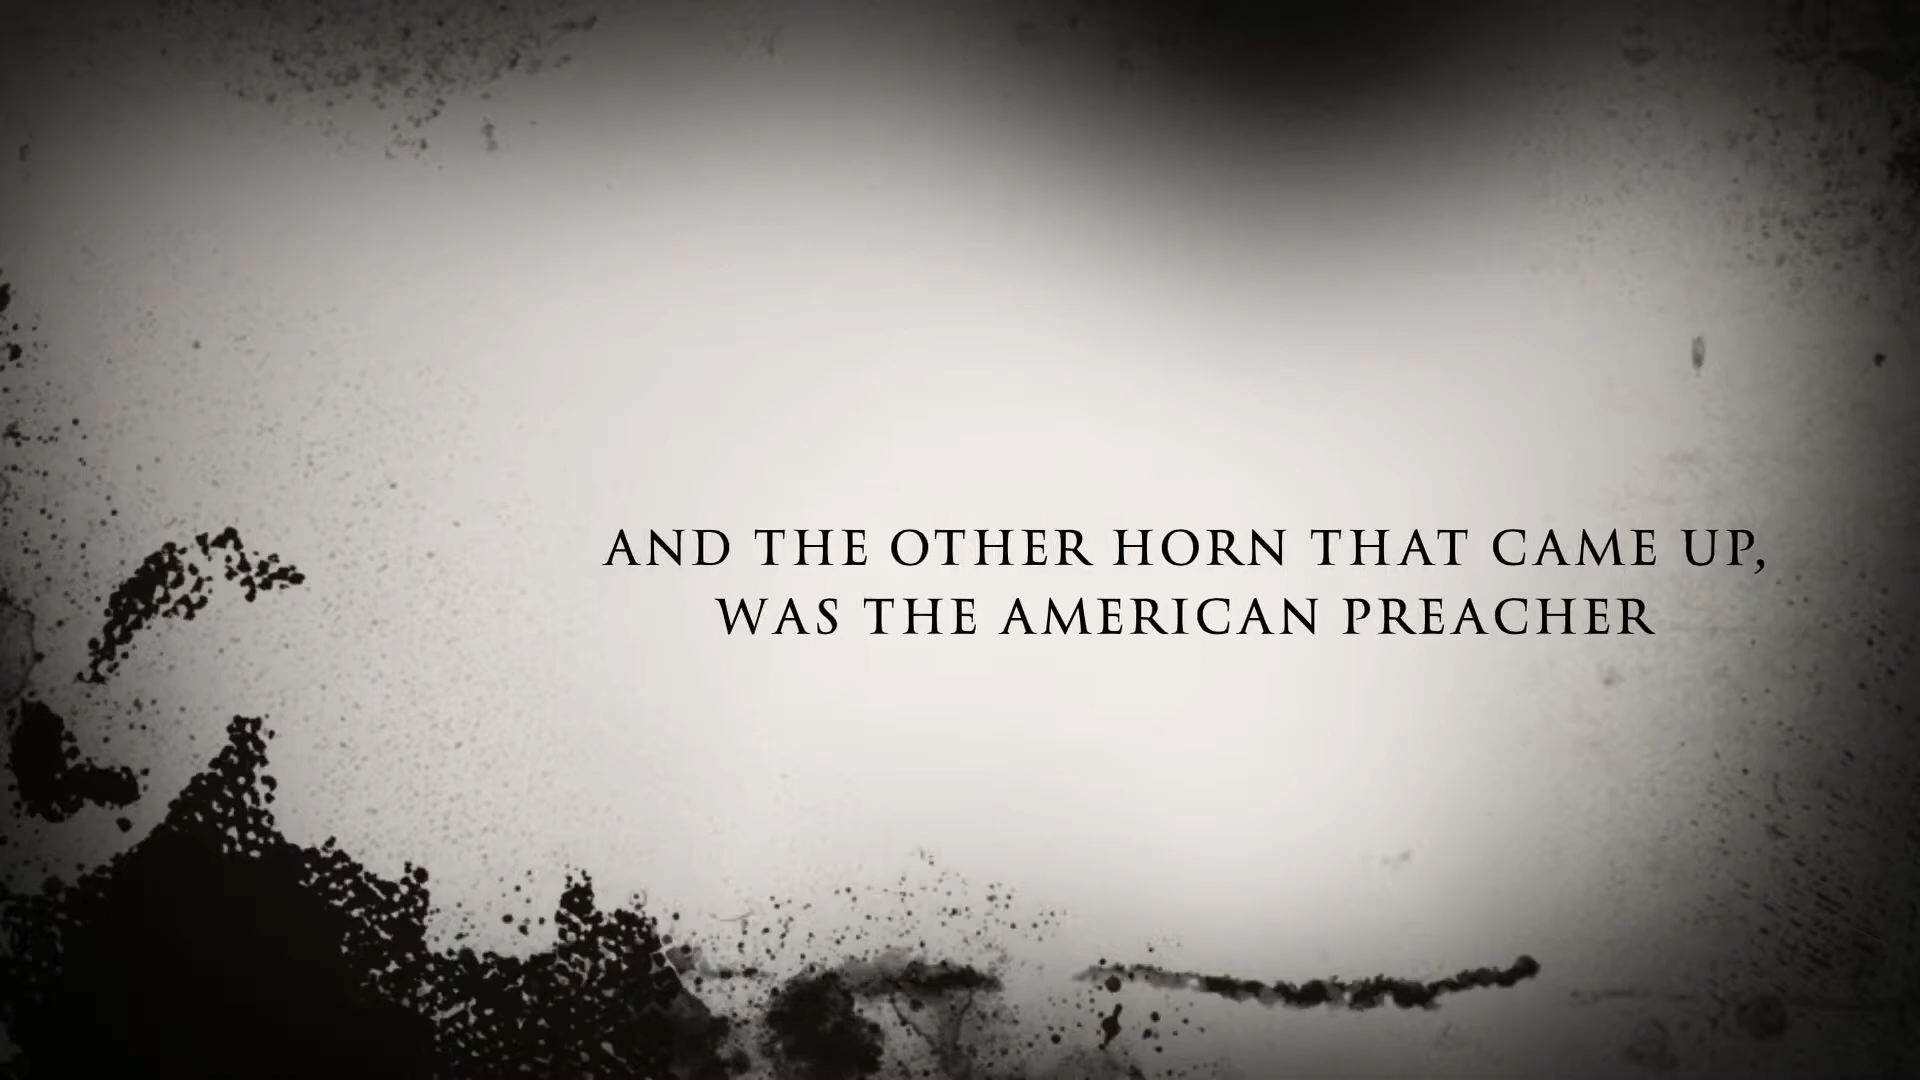 AND THE OTHER HORN THAT CAME UP,
WAS THE AMERICAN PREACHER